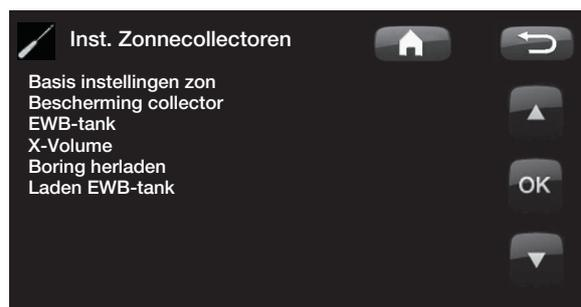 Inst. Zonnecollectoren
Basis instellingen zon
Bescherming collector
EWB-tank
X-Volume
Boring herladen
Laden EWB-tank
OK